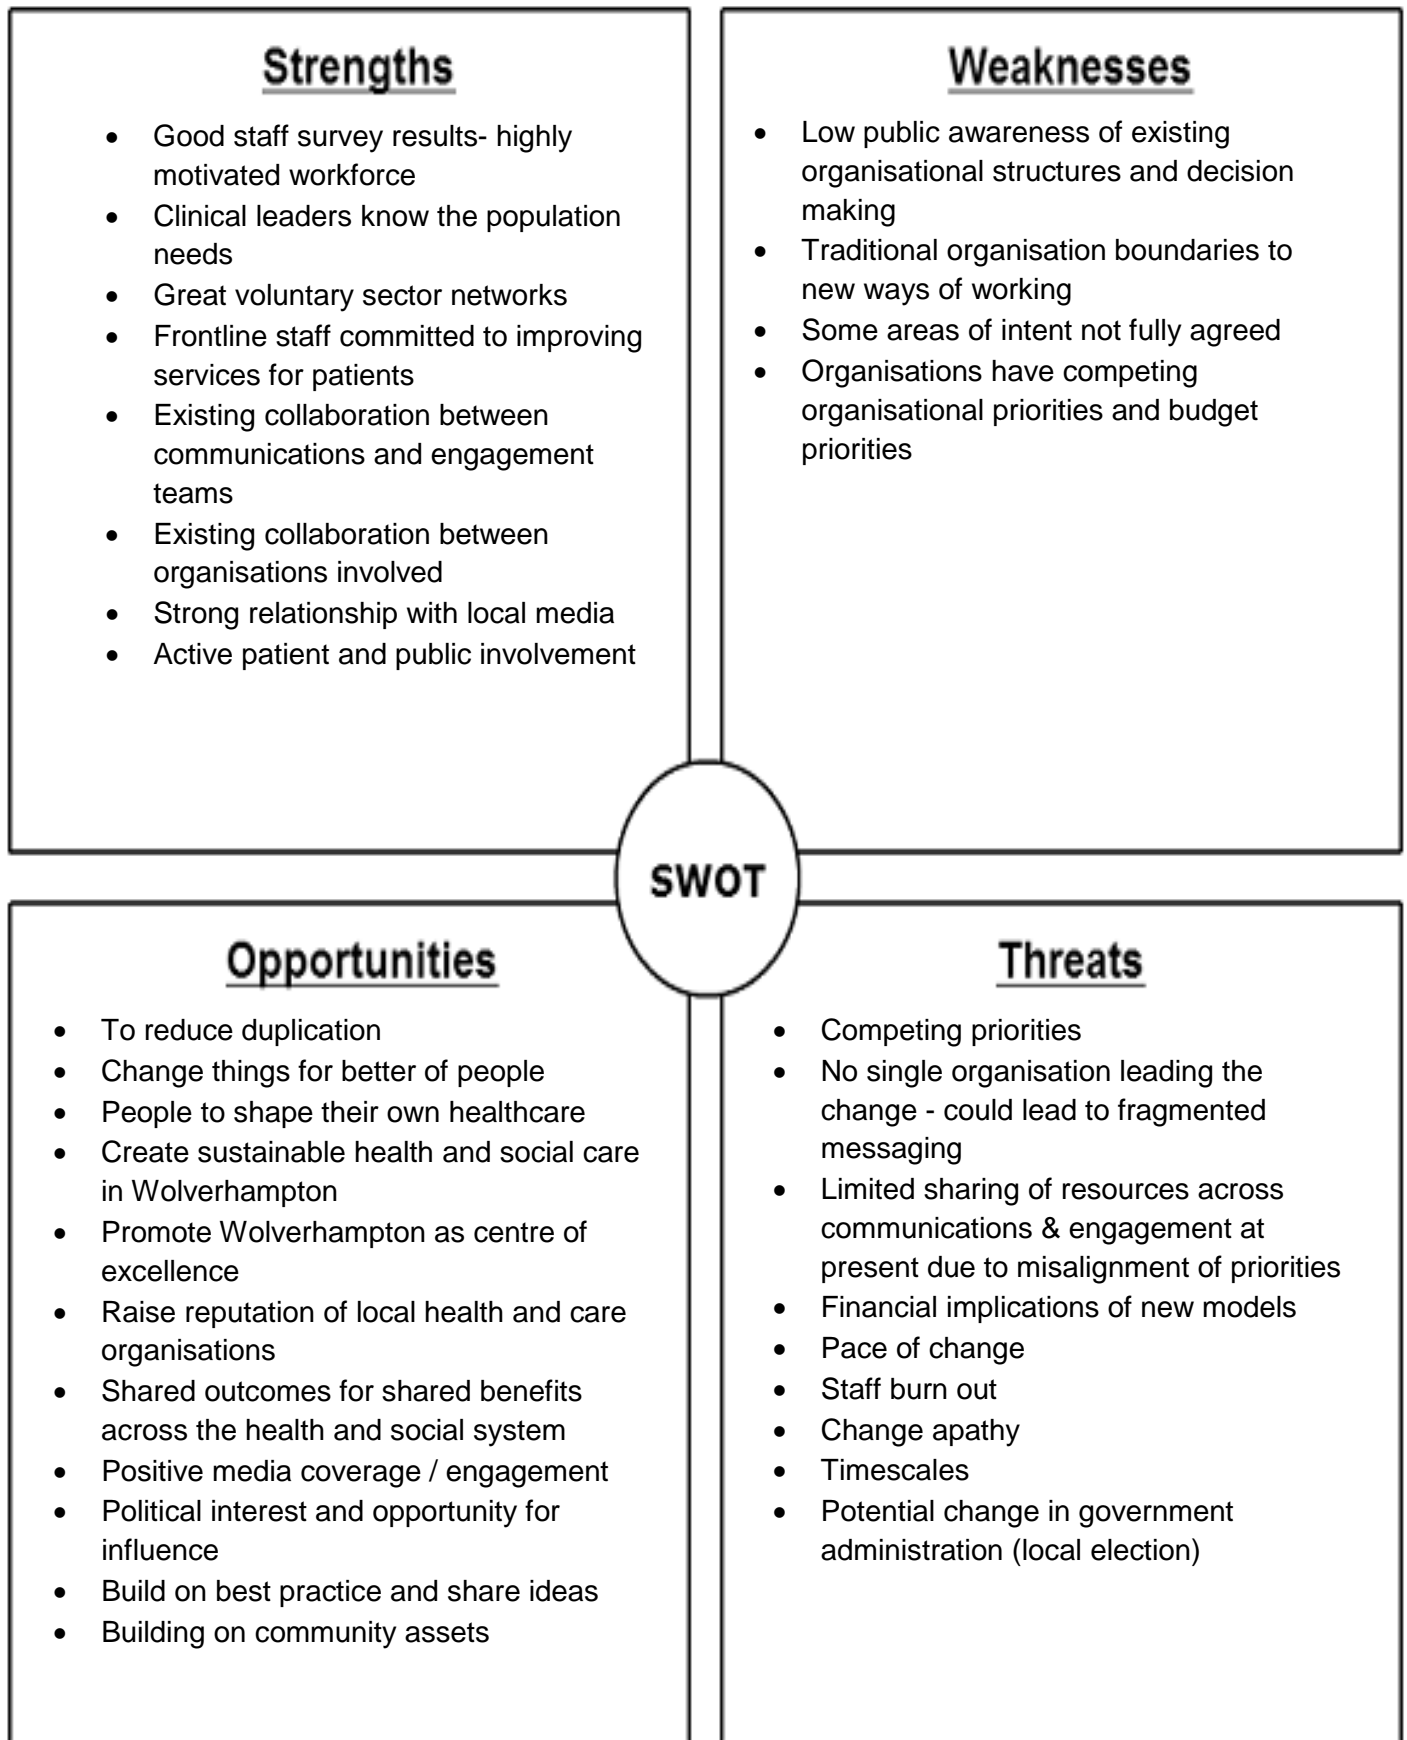 Strengths
• Good staff survey results- highly
motivated workforce
• Clinical leaders know the population
needs
• Great voluntary sector networks
• Frontline staff committed to improving
services for patients
• Existing collaboration between
communications and engagement
teams
• Existing collaboration between
organisations involved
• Strong relationship with local media
• Active patient and public involvement
Weaknesses
• Low public awareness of existing
organisational structures and decision
making
• Traditional organisation boundaries to
new ways of working
• Some areas of intent not fully agreed
• Organisations have competing
organisational priorities and budget
priorities
SWOT
Opportunities
• To reduce duplication
• Change things for better of people
• People to shape their own healthcare
• Create sustainable health and social care
in Wolverhampton
• Promote Wolverhampton as centre of
excellence
• Raise reputation of local health and care
organisations
• Shared outcomes for shared benefits
across the health and social system
• Positive media coverage / engagement
• Political interest and opportunity for
influence
• Build on best practice and share ideas
• Building on community assets
Threats
• Competing priorities
• No single organisation leading the
change - could lead to fragmented
messaging
• Limited sharing of resources across
communications & engagement at
present due to misalignment of priorities
• Financial implications of new models
• Pace of change
• Staff burn out
• Change apathy
• Timescales
• Potential change in government
administration (local election)